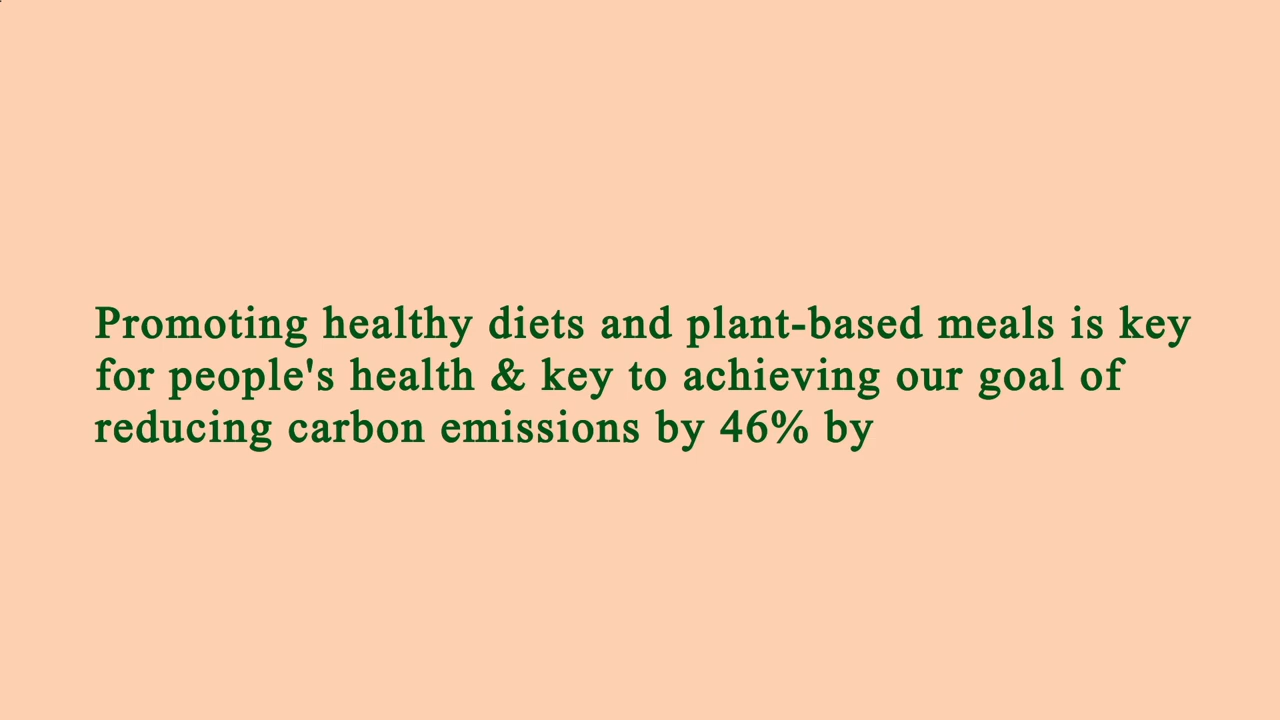 Promoting healthy diets and plant-based meals is key
for people's health & key to achieving our goal of
reducing carbon emissions by 46% by